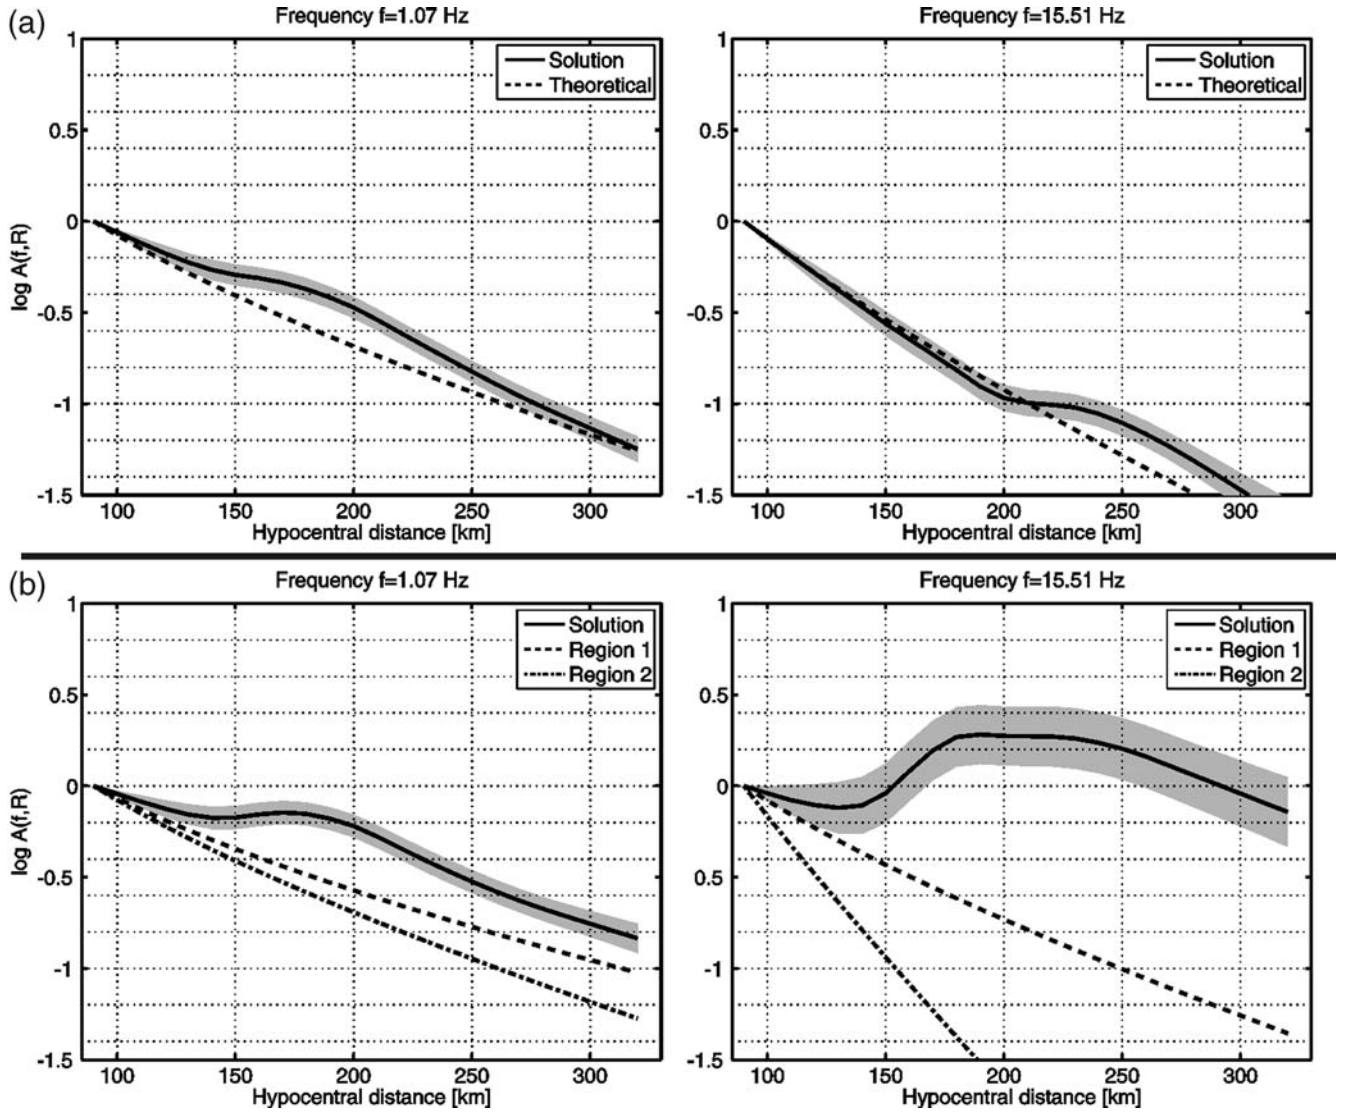 (a)
Frequency f=1.07 Hz
Frequency f=15.51 Hz
1
0.5
0
-0.5
-1
-1.5
log A(f,R)
Solution
Theoretical
100 150 200 250 300
Hypocentral distance [km]
1
0.5
0
-0.5
-1
-1.5
Solution
Theoretical
100 150 200 250 300
Hypocentral distance [km]
(b)
Frequency f=1.07 Hz
Frequency f=15.51 Hz
1
0.5
0
-0.5
-1
-1.5
log A(f,R)
Solution
Region 1
Region 2
100 150 200 250 300
Hypocentral distance [km]
1
0.5
0
0.5
-1
-1.5
Solution
Region 1
Region 2
100 150 200 250 300
Hypocentral distance [km]